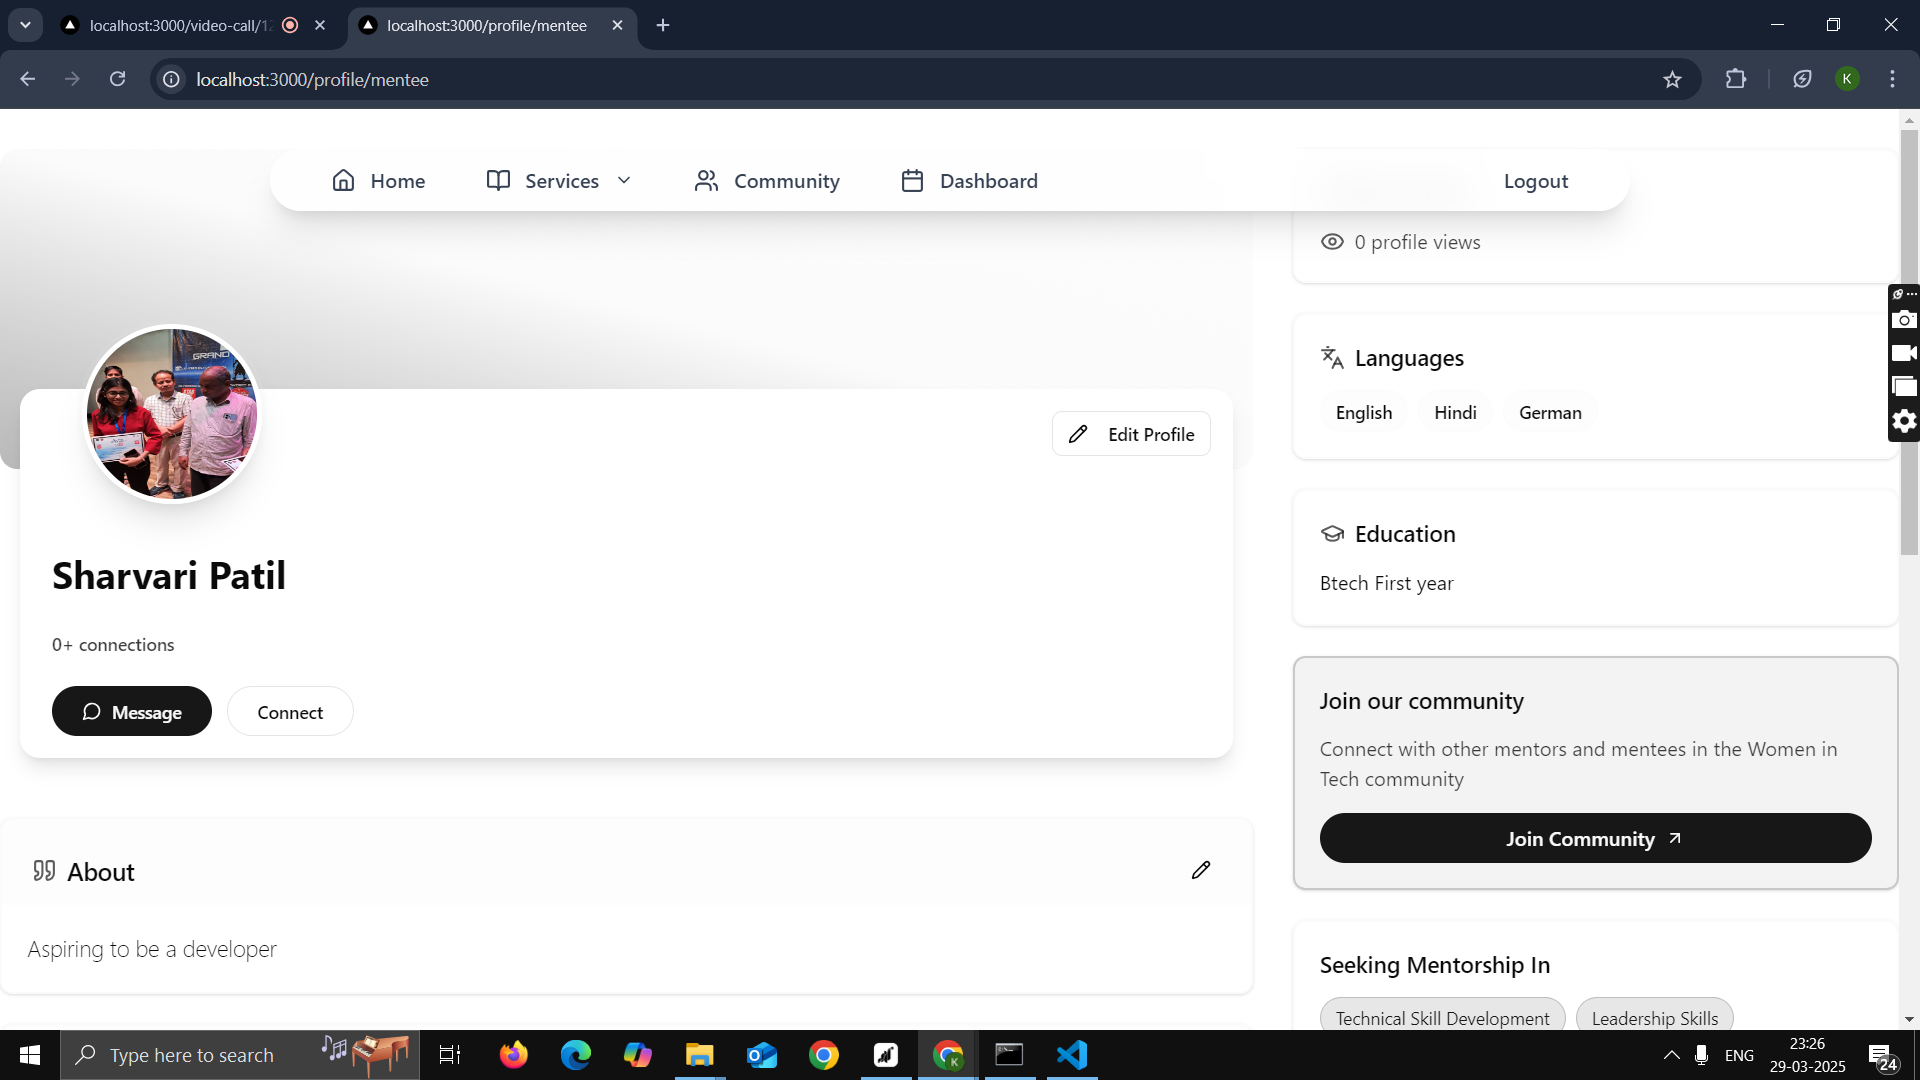 localhost:3000/video-call/12
localhost:3000/profile/mentee
localhost:3000/profile/mentee
K
Home
Services
Community
Dashboard
Logout
0 profile views
Languages
English
Hindi
German
GRAND
Edit Profile
Sharvari Patil
0+ connections
Message
Connect
Education
Btech First year
Join our community
Connect with other mentors and mentees in the Women in
Tech community
Join Community
About
Aspiring to be a developer
Seeking Mentorship In
Technical Skill Development
Leadership Skills
Type here to search
ENG
23:26
29-03-2025
24